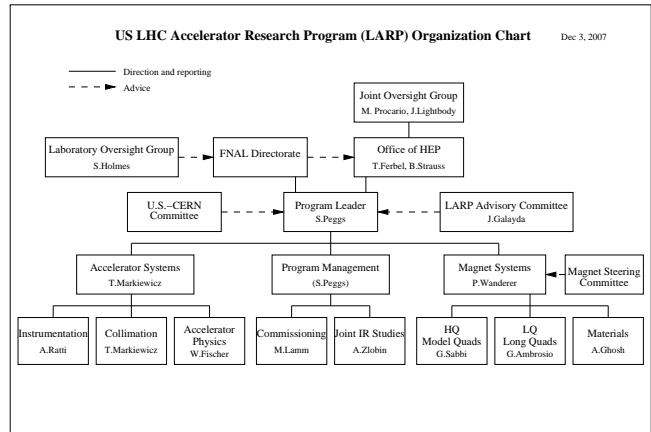 US LHC Accelerator Research Program (LARP) Organization Chart
Dec 3, 2007
Direction and reporting
Advice
Joint Oversight Group
M. Procario, J.Lightbody
Laboratory Oversight Group
S.Holmes
FNAL Directorate
Office of HEP
T.Ferbel, B.Strauss
U.S.−CERN
Committee
Program Leader
S.Peggs
LARP Advisory Committee
J.Galayda
Accelerator Systems
T.Markiewicz
Program Management
(S.Peggs)
Magnet Systems
P.Wanderer
Magnet Steering
Committee
Instrumentation
A.Ratti
Collimation
T.Markiewicz
Accelerator
Physics
W.Fischer
Commissioning
M.Lamm
Joint IR Studies
A.Zlobin
HQ
Model Quads
G.Sabbi
LQ
Long Quads
G.Ambrosio
Materials
A.Ghosh